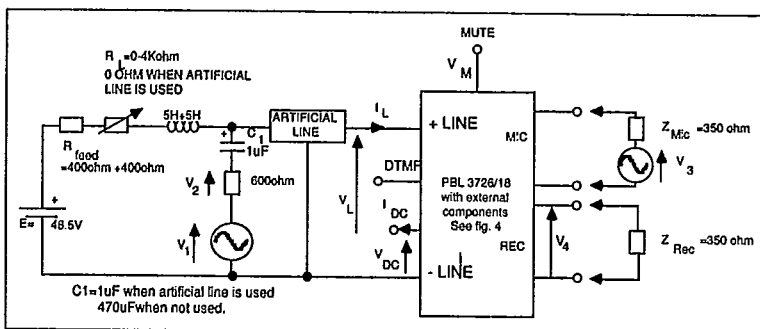 MUTE
V M
R L =0-4Kohm
0 OHM WHEN ARTIFICIAL
LINE IS USED
5H+5H
ARTIFICIAL
LINE
I L
+ LINE
MIC
Z Mic =350 ohm
R feed
=400ohm +400ohm
+ C 1
1uF
DTMF
PBL 3726/18
with external
components
See fig. 4
V 3
V 2
600ohm
V L
I DC
+
E= 48.5V
V 1
V DC
REC
V 4
Z Rec =350 ohm
- LINE
C1=1uF when artificial line is used
470uFwhen not used.